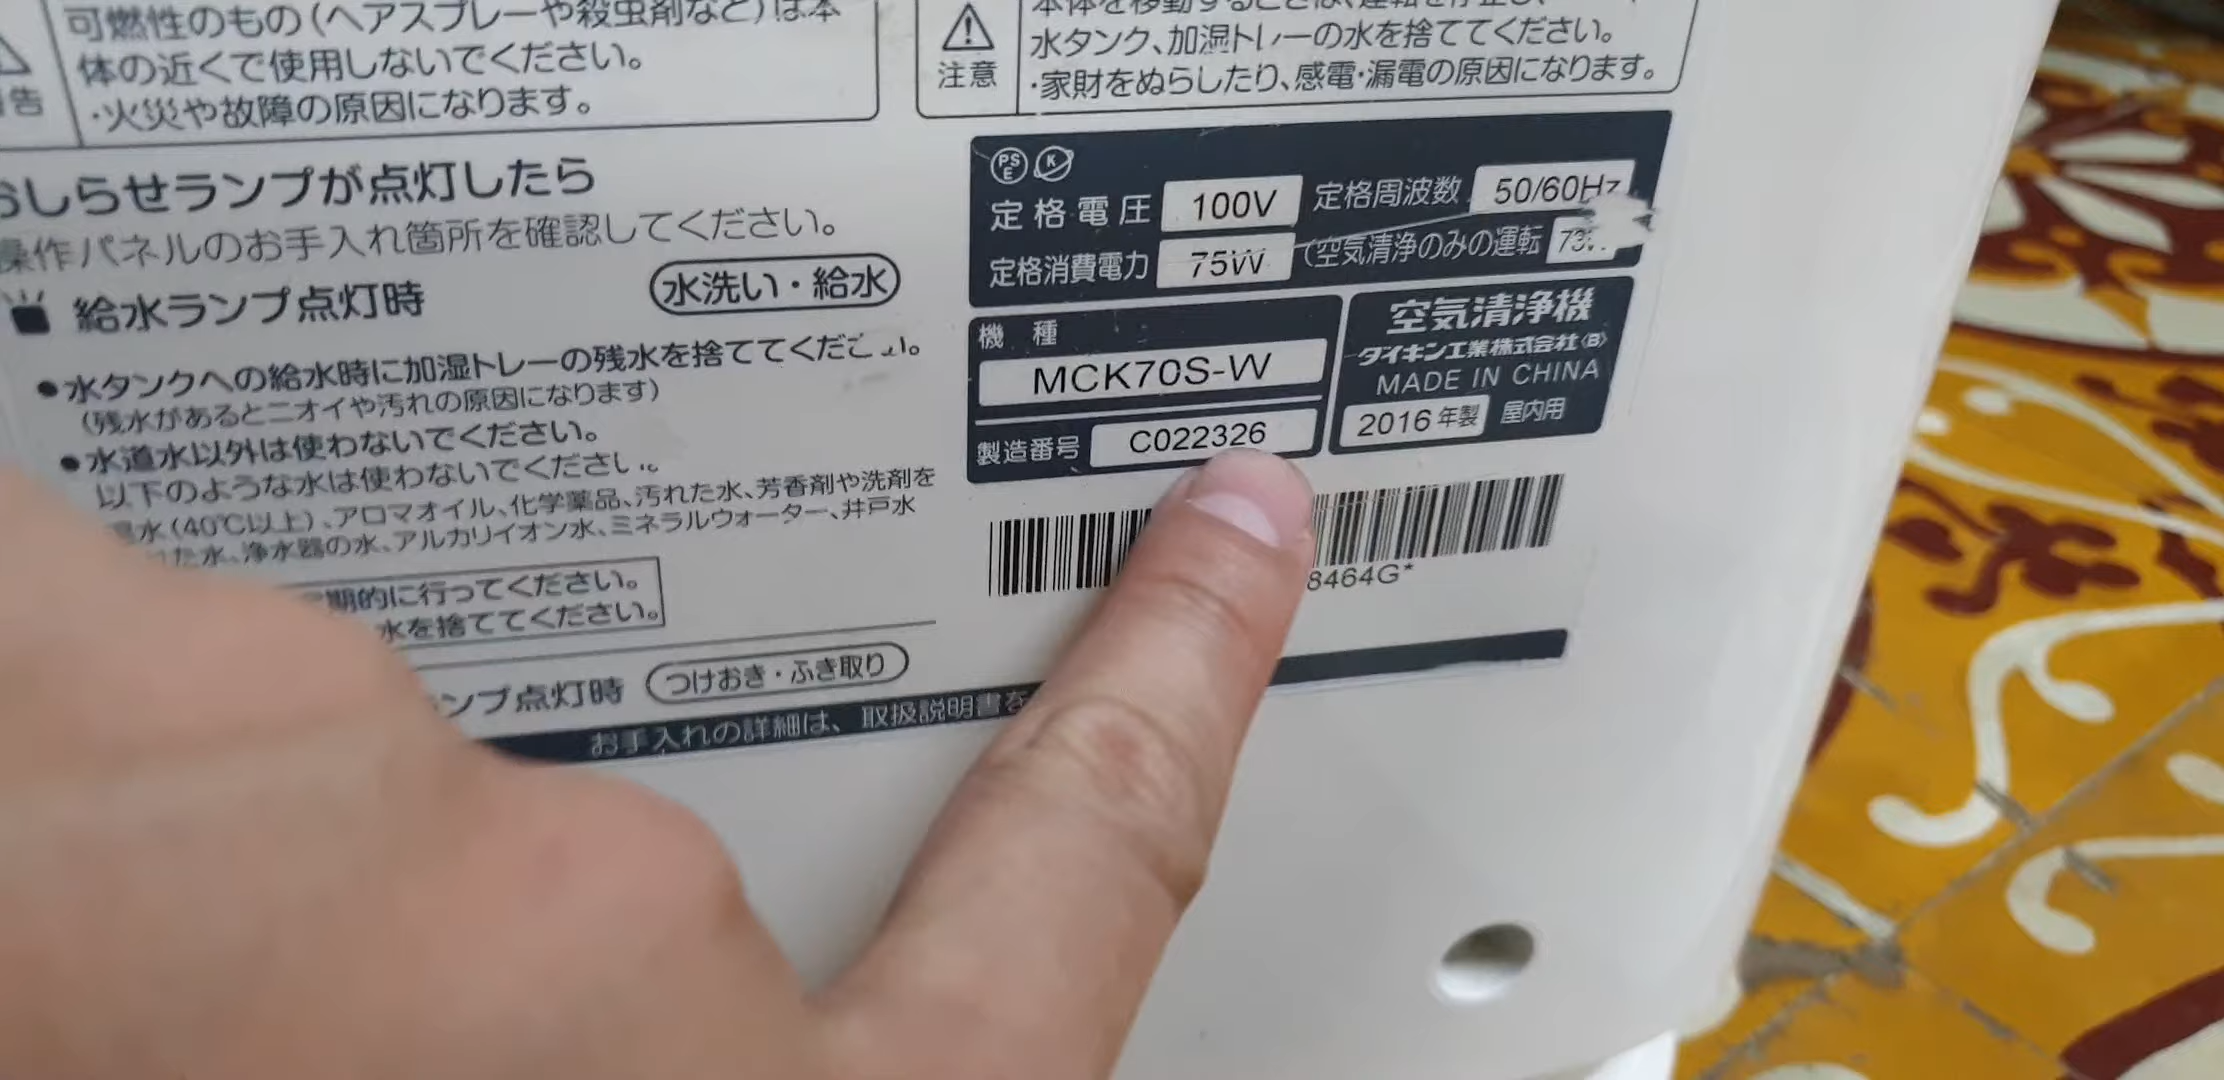 可燃性のもの(ヘアスプレーや殺虫剤など)は本
体の近くで使用しないでください。
・火災や故障の原因になります。
告
注意
水タンク、加湿トレーの水を捨ててください。
・家財をぬらしたり、感電・漏電の原因になります。
おしらせランプが点灯したら
操作パネルのお手入れ箇所を確認してください。
給水ランプ点灯時
水洗い・給水
●水タンクへの給水時に加湿トレーの残水を捨ててください。
(残水があるとニオイや汚れの原因になります)
●水道水以外は使わないでください。
以下のような水は使わないでください。
水(40℃以上)、アロマオイル、化学薬品、汚れた水、芳香剤や洗剤を
た水、浄水器の水、アルカリイオン水、ミネラルウォーター、井戸水
期的に行ってください。
水を捨ててください。
ンプ点灯時
つけおき・ふき取り
お手入れの詳細は、取扱説明書を
PS
E
K
定格電圧 100V 定格周波数 50/60Hz
定格消費電力 75W (空気清浄のみの運転 73
機種
MCK70S-W
製造番号 C022326
空気清浄機
ダイキン工業株式会社〈B〉
MADE IN CHINA
2016年製 屋内用
8464G*